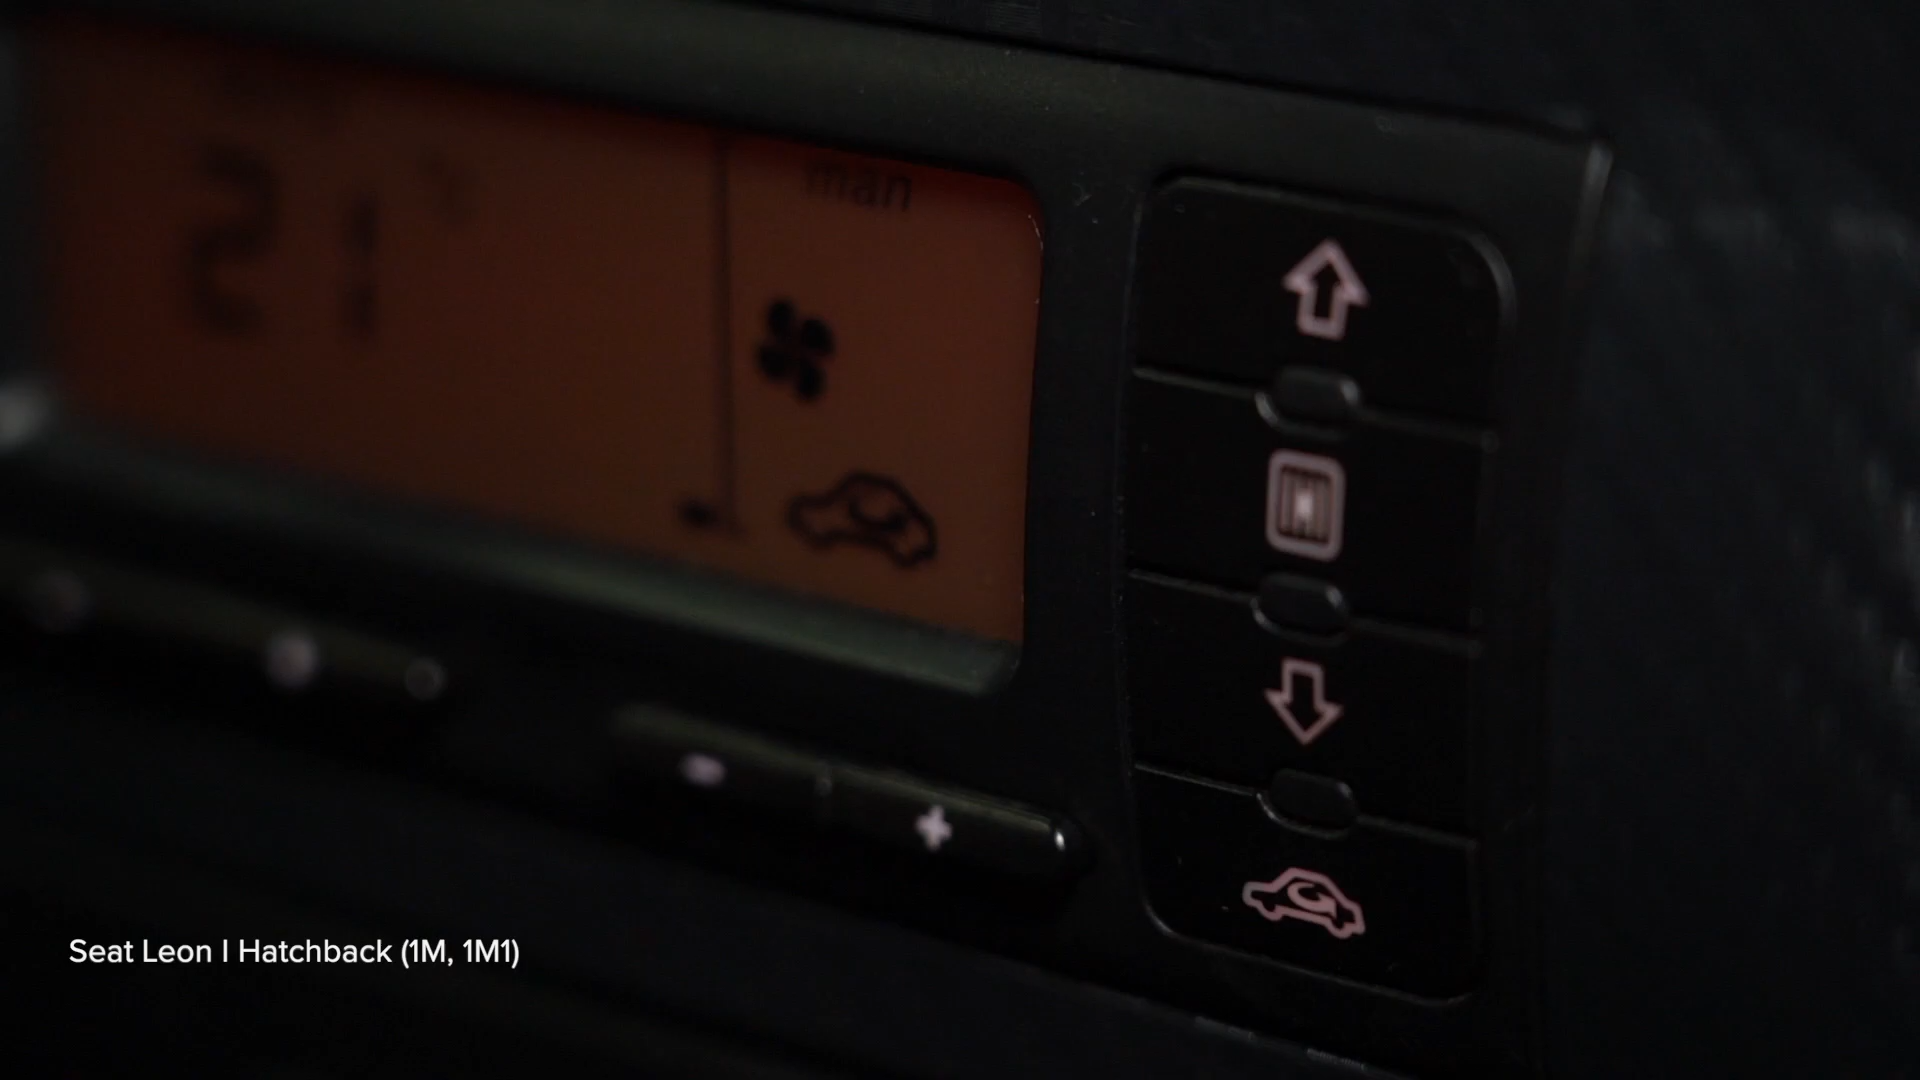 21°
man
- +
Seat Leon I Hatchback (1M, 1M1)